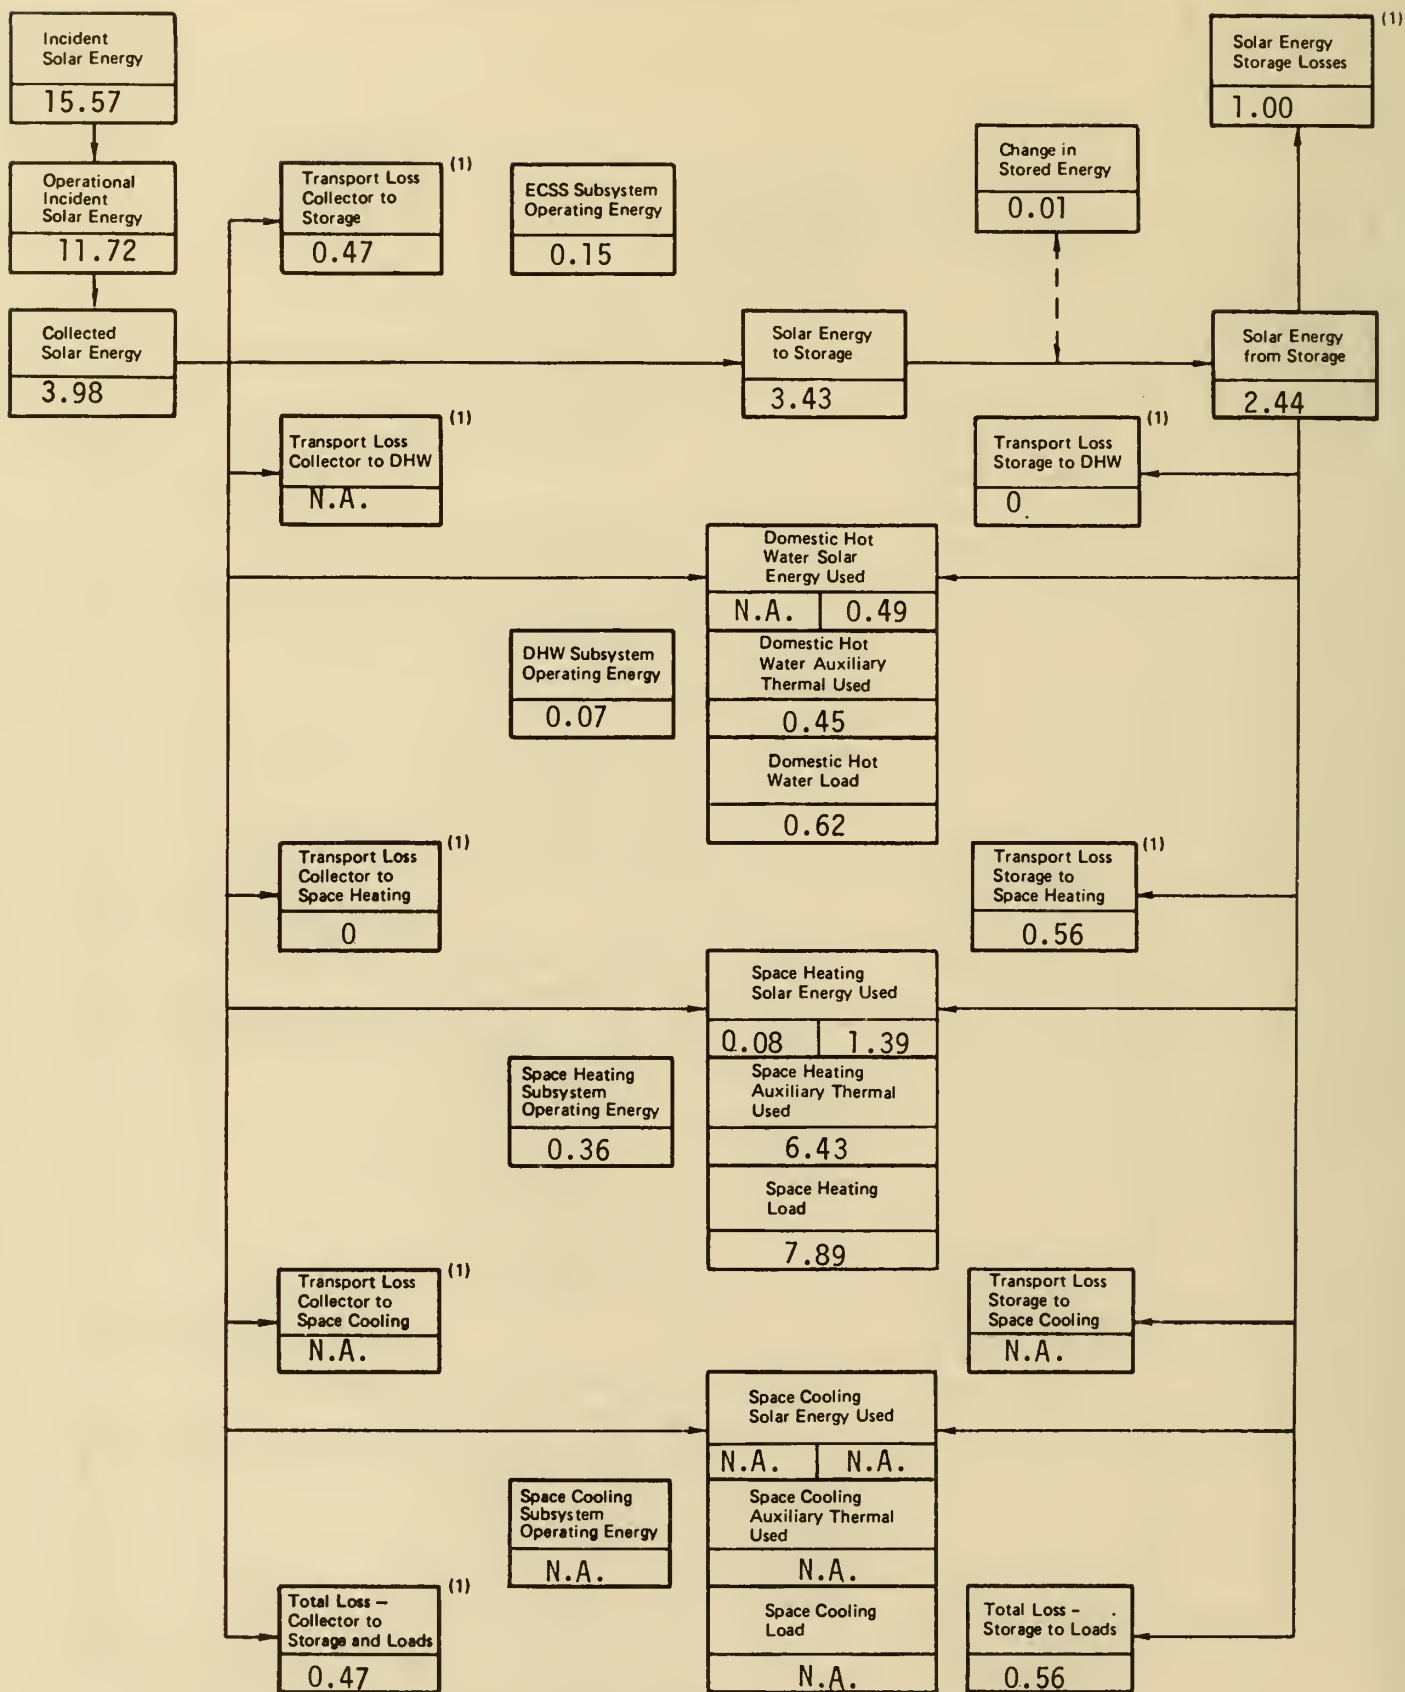 Incident
Solar Energy
15.57
(1)
Solar Energy
Storage Losses
1.00
Operational
Incident
Solar Energy
11.72
(1)
Transport Loss
Collector to
Storage
0.47
ECSS Subsystem
Operating Energy
0.15
Change in
Stored Energy
0.01
Collected
Solar Energy
3.98
Solar Energy
to Storage
3.43
Solar Energy
from Storage
2.44
(1)
Transport Loss
Collector to DHW
N.A.
(1)
Transport Loss
Storage to DHW
0
Domestic Hot
Water Solar
Energy Used
N.A. 0.49
DHW Subsystem
Operating Energy
0.07
Domestic Hot
Water Auxiliary
Thermal Used
0.45
Domestic Hot
Water Load
0.62
(1)
Transport Loss
Collector to
Space Heating
0
(1)
Transport Loss
Storage to
Space Heating
0.56
Space Heating
Solar Energy Used
0.08 1.39
Space Heating
Subsystem
Operating Energy
0.36
Space Heating
Auxiliary Thermal
Used
6.43
Space Heating
Load
7.89
(1)
Transport Loss
Collector to
Space Cooling
N.A.
Transport Loss
Storage to
Space Cooling
N.A.
Space Cooling
Solar Energy Used
N.A. N.A.
Space Cooling
Subsystem
Operating Energy
N.A.
Space Cooling
Auxiliary Thermal
Used
N.A.
Space Cooling
Load
N.A.
(1)
Total Loss –
Collector to
Storage and Loads
0.47
Total Loss –
Storage to Loads
0.56